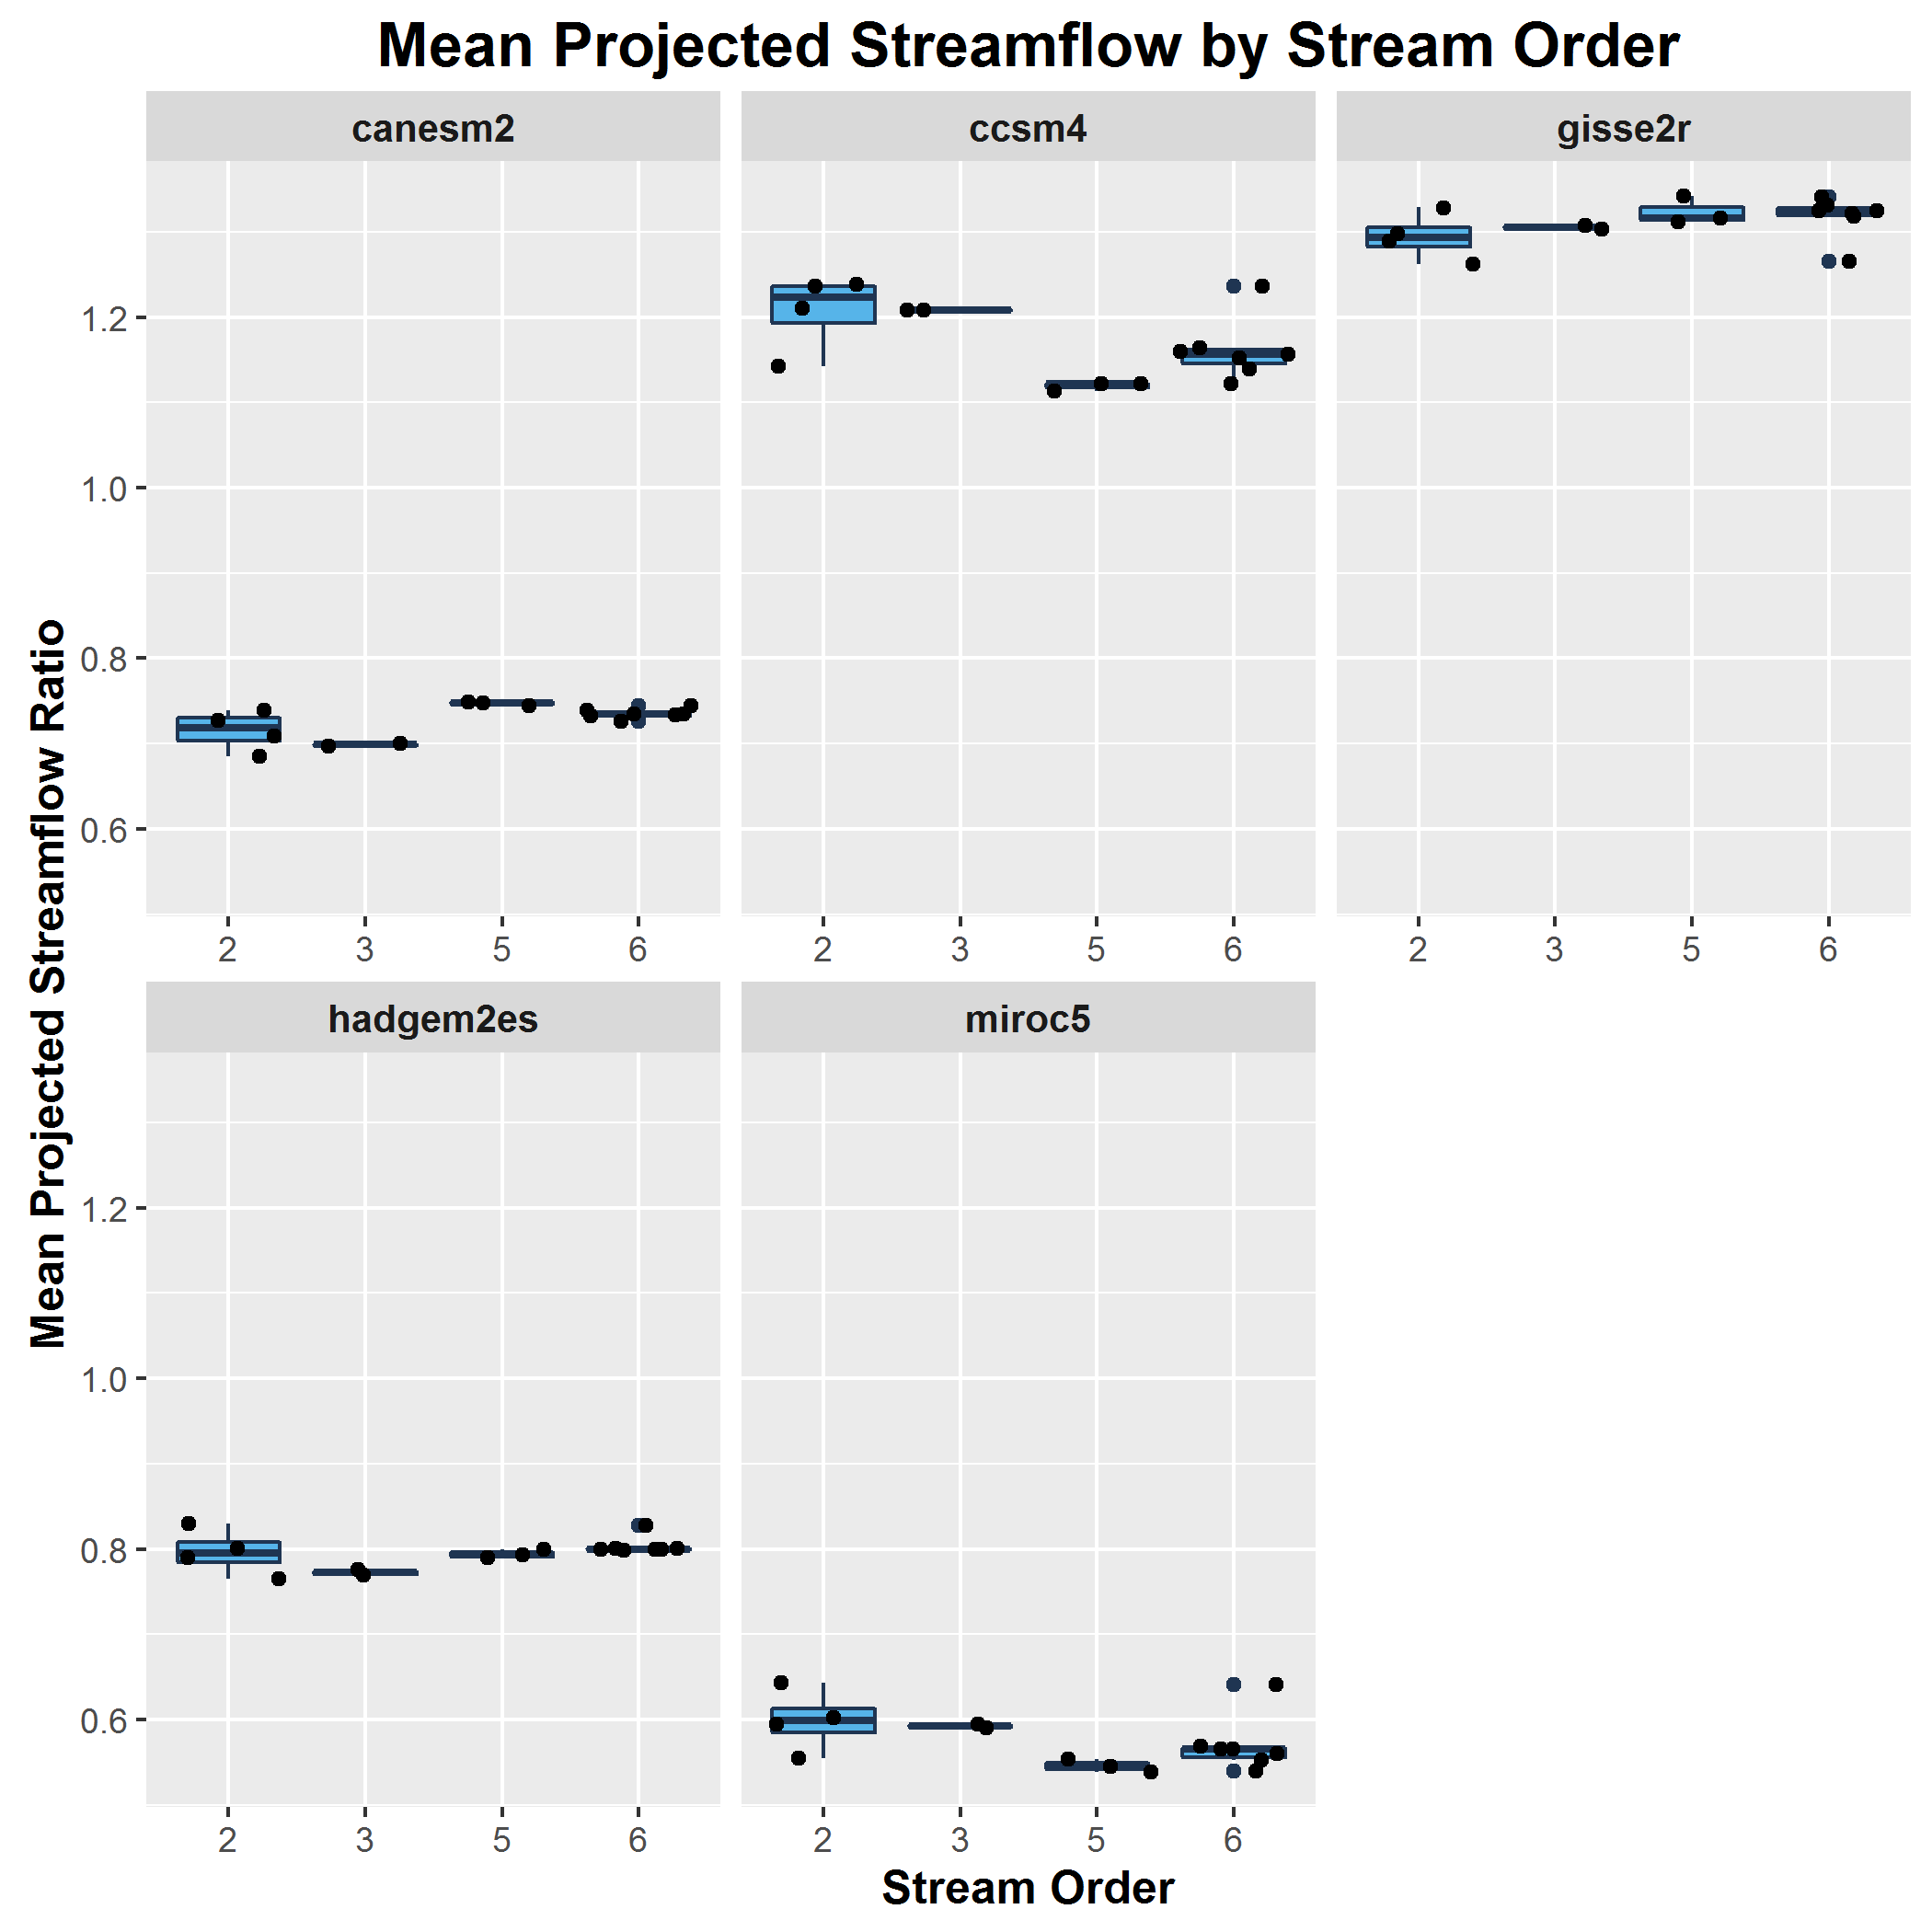 Mean Projected Streamflow by Stream Order
canesm2 ccsm4 gisse2r
1.2
1.0
0.8
0.6
2 3 5 6 2 3 5 6 2 3 5 6
Mean Projected Streamflow Ratio
hadgem2es miroc5
1.2
1.0
0.8
0.6
2 3 5 6 2 3 5 6
Stream Order